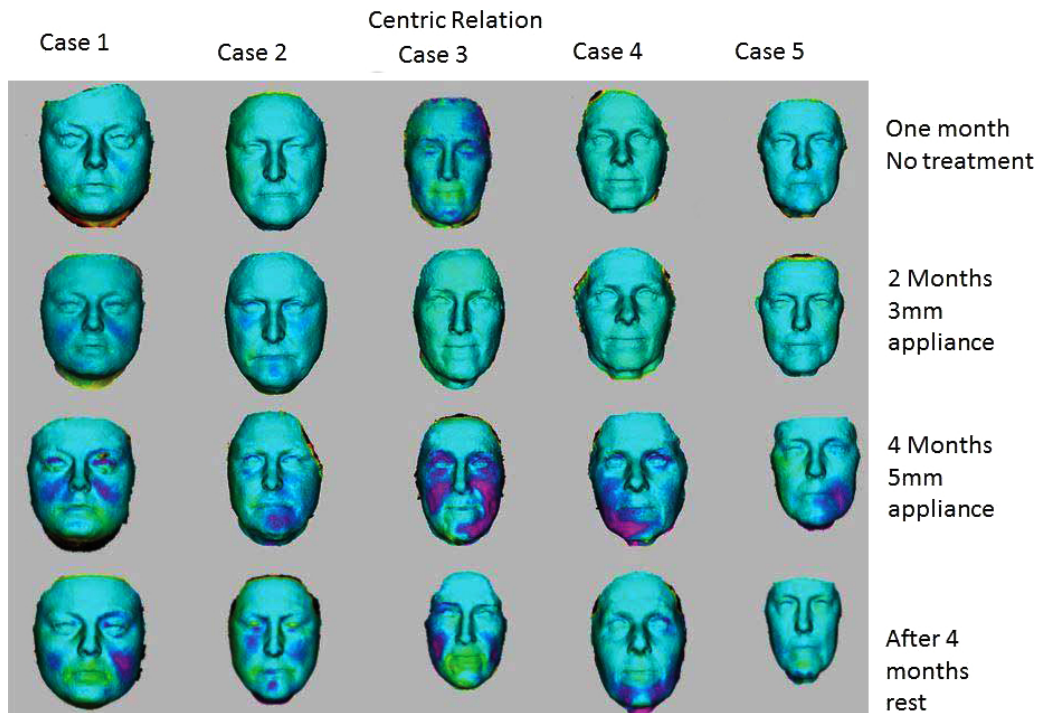 Centric Relation
Case 1
Case 2
Case 3
Case 4
Case 5
One month
No treatment
2 Months
3mm
appliance
4 Months
5mm
appliance
After 4
months
rest